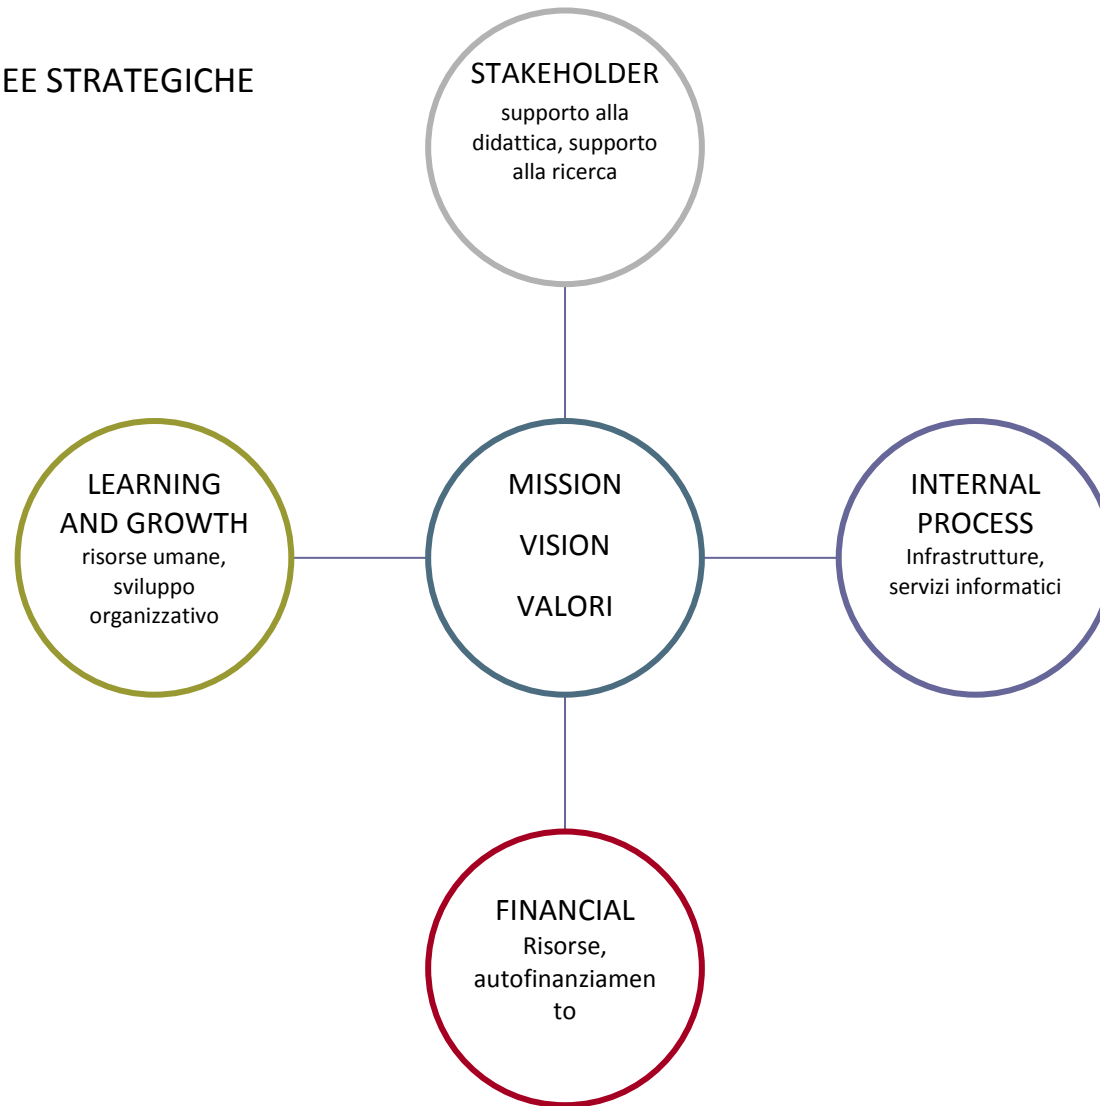 EE STRATEGICHE
STAKEHOLDER
supporto alla
didattica, supporto
alla ricerca
LEARNING
AND GROWTH
risorse umane,
sviluppo
organizzativo
MISSION
VISION
VALORI
INTERNAL
PROCESS
Infrastrutture,
servizi informatici
FINANCIAL
Risorse,
autofinanziamen
to